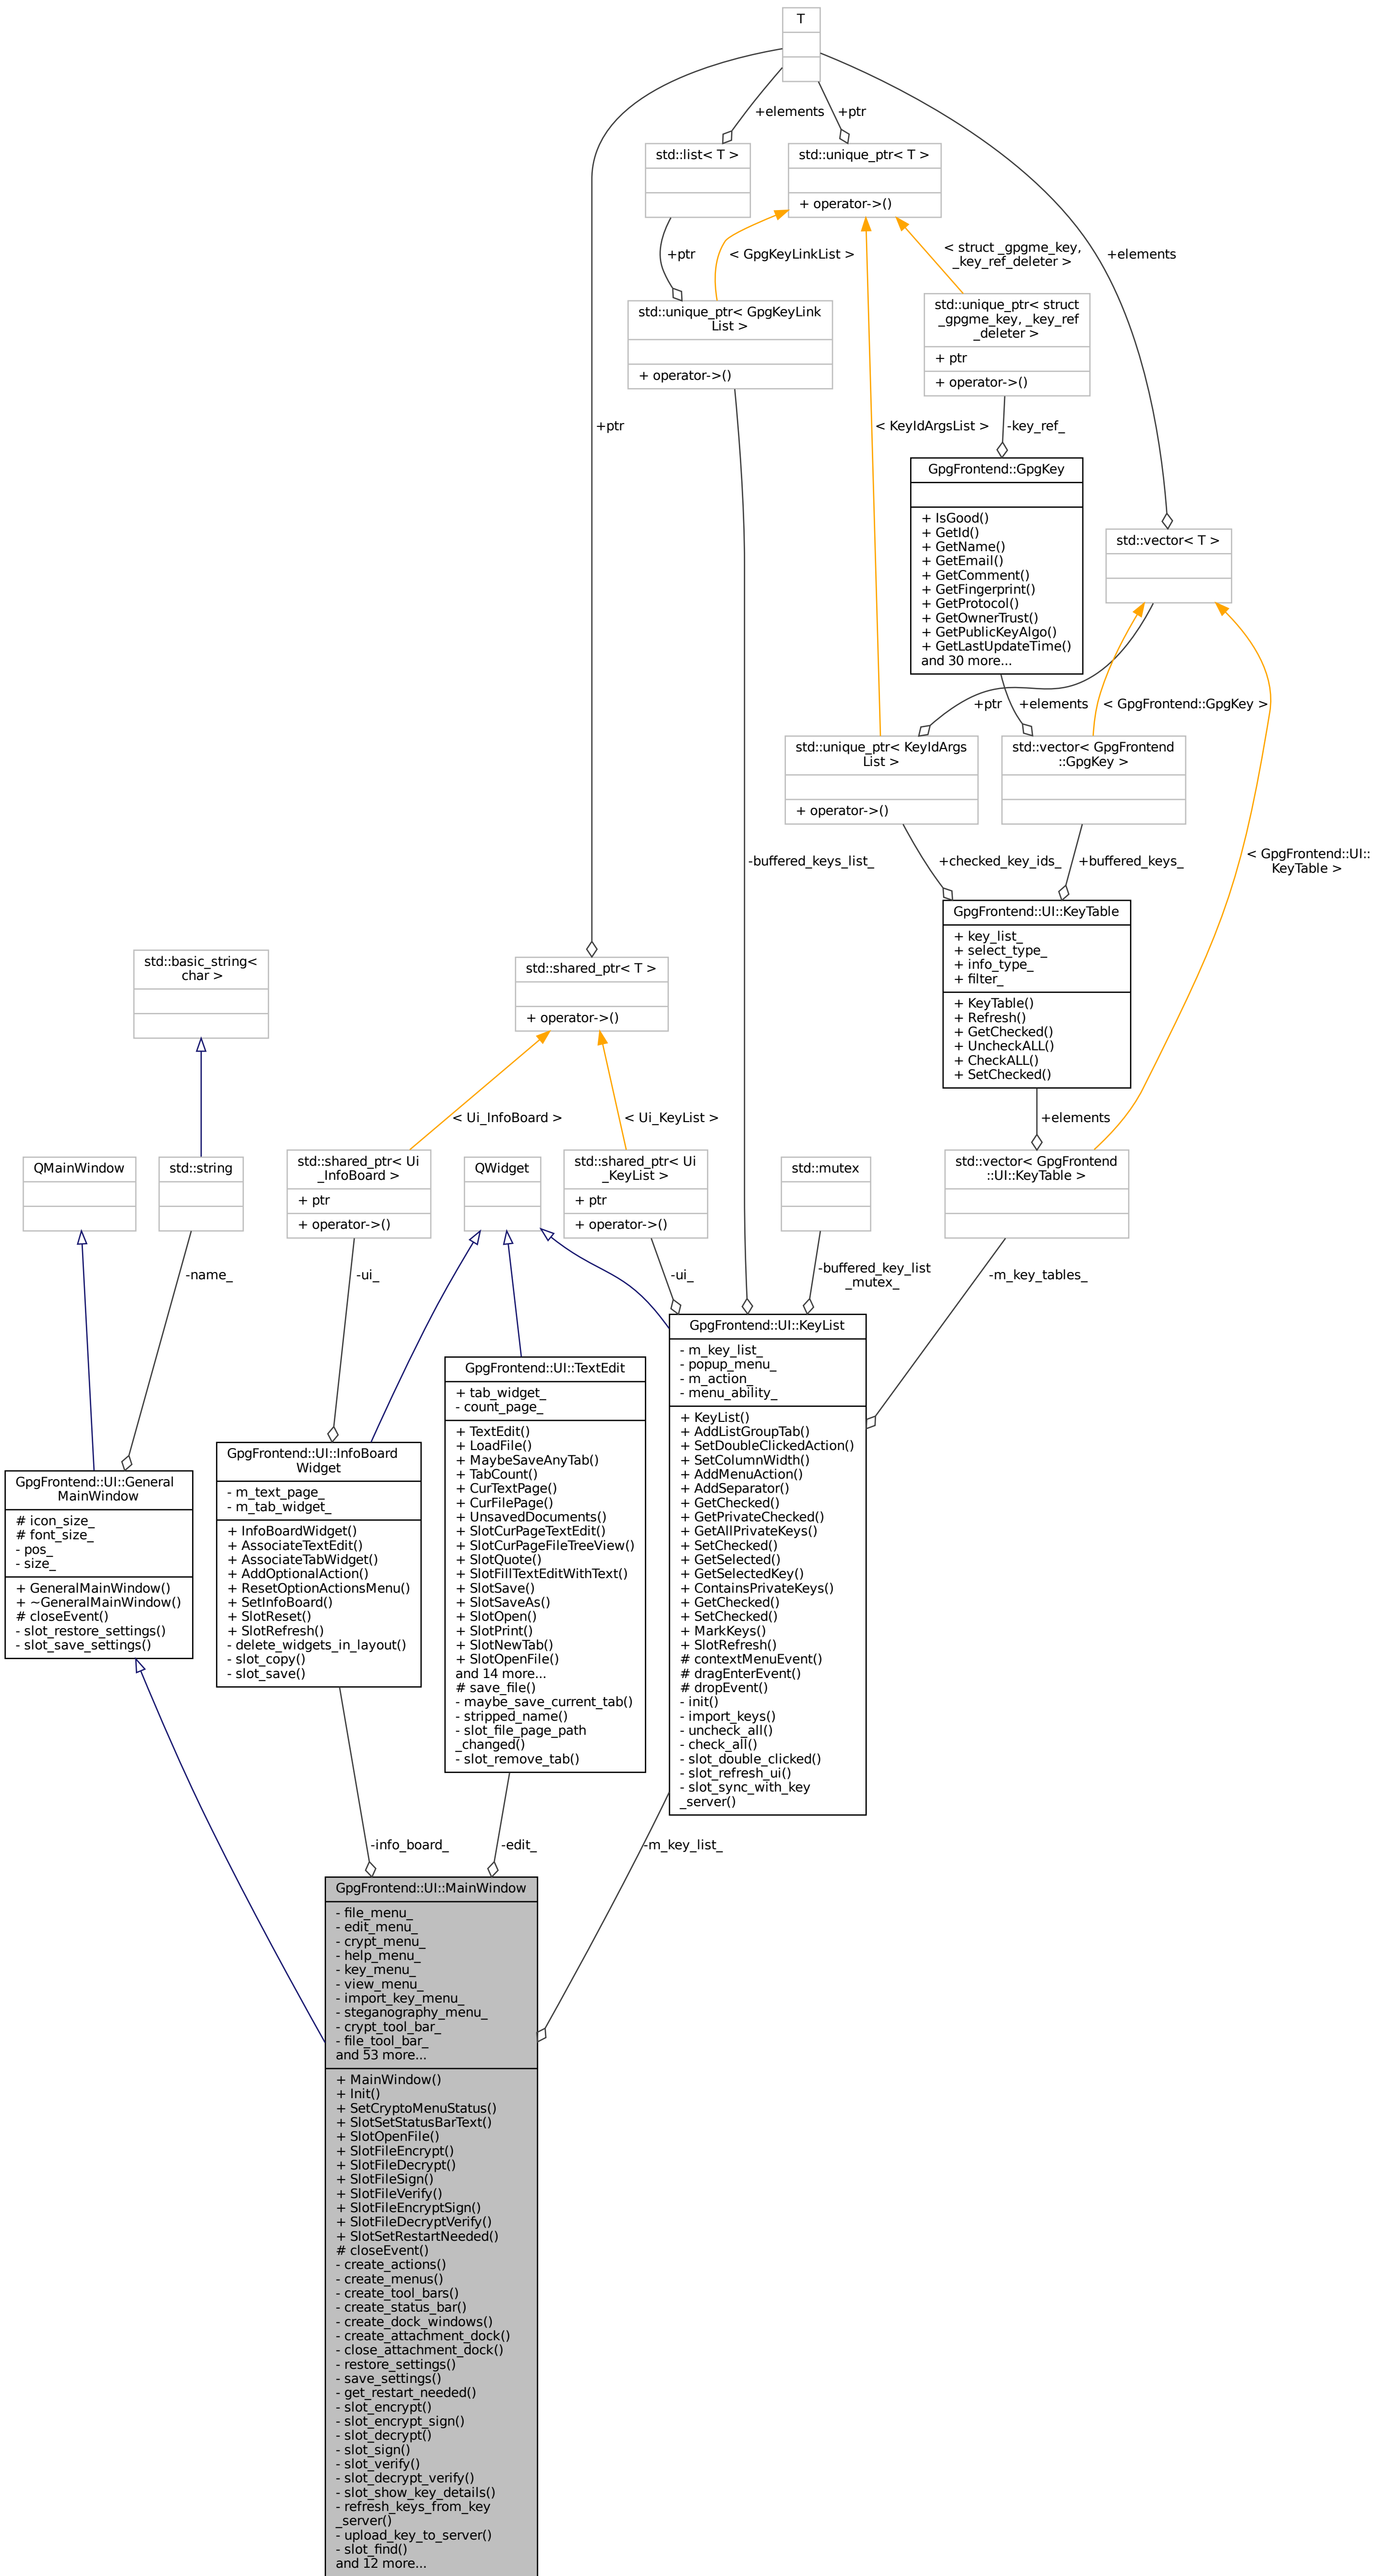 T
+elements
+ptr
std::list< T >
std::unique_ptr< T >
+ operator->()
+ptr
< GpgKeyLinkList >
< struct _gpgme_key,
_key_ref_deleter >
+elements
std::unique_ptr< GpgKeyLink
List >
+ operator->()
std::unique_ptr< struct
_gpgme_key, _key_ref
_deleter >
+ ptr
+ operator->()
+ptr
< KeyIdArgsList >
-key_ref_
GpgFrontend::GpgKey
+ IsGood()
+ GetId()
+ GetName()
+ GetEmail()
+ GetComment()
+ GetFingerprint()
+ GetProtocol()
+ GetOwnerTrust()
+ GetPublicKeyAlgo()
+ GetLastUpdateTime()
and 30 more...
std::vector< T >
+ptr
+elements
< GpgFrontend::GpgKey >
std::unique_ptr< KeyIdArgs
List >
+ operator->()
std::vector< GpgFrontend
::GpgKey >
-buffered_keys_list_
+checked_key_ids_
+buffered_keys_
< GpgFrontend::UI::
KeyTable >
GpgFrontend::UI::KeyTable
+ key_list_
+ select_type_
+ info_type_
+ filter_
+ KeyTable()
+ Refresh()
+ GetChecked()
+ UncheckALL()
+ CheckALL()
+ SetChecked()
std::basic_string<
char >
std::shared_ptr< T >
+ operator->()
< Ui_InfoBoard >
< Ui_KeyList >
+elements
QMainWindow
std::string
std::shared_ptr< Ui
_InfoBoard >
+ ptr
+ operator->()
QWidget
std::shared_ptr< Ui
_KeyList >
+ ptr
+ operator->()
std::mutex
std::vector< GpgFrontend
::UI::KeyTable >
-name_
-ui_
-ui_
-buffered_key_list
_mutex_
-m_key_tables_
GpgFrontend::UI::General
MainWindow
# icon_size_
# font_size_
- pos_
- size_
+ GeneralMainWindow()
+ ~GeneralMainWindow()
# closeEvent()
- slot_restore_settings()
- slot_save_settings()
GpgFrontend::UI::InfoBoard
Widget
- m_text_page_
- m_tab_widget_
+ InfoBoardWidget()
+ AssociateTextEdit()
+ AssociateTabWidget()
+ AddOptionalAction()
+ ResetOptionActionsMenu()
+ SetInfoBoard()
+ SlotReset()
+ SlotRefresh()
- delete_widgets_in_layout()
- slot_copy()
- slot_save()
GpgFrontend::UI::TextEdit
+ tab_widget_
- count_page_
+ TextEdit()
+ LoadFile()
+ MaybeSaveAnyTab()
+ TabCount()
+ CurTextPage()
+ CurFilePage()
+ UnsavedDocuments()
+ SlotCurPageTextEdit()
+ SlotCurPageFileTreeView()
+ SlotQuote()
+ SlotFillTextEditWithText()
+ SlotSave()
+ SlotSaveAs()
+ SlotOpen()
+ SlotPrint()
+ SlotNewTab()
+ SlotOpenFile()
and 14 more...
# save_file()
- maybe_save_current_tab()
- stripped_name()
- slot_file_page_path
_changed()
- slot_remove_tab()
GpgFrontend::UI::KeyList
- m_key_list_
- popup_menu_
- m_action_
- menu_ability_
+ KeyList()
+ AddListGroupTab()
+ SetDoubleClickedAction()
+ SetColumnWidth()
+ AddMenuAction()
+ AddSeparator()
+ GetChecked()
+ GetPrivateChecked()
+ GetAllPrivateKeys()
+ SetChecked()
+ GetSelected()
+ GetSelectedKey()
+ ContainsPrivateKeys()
+ GetChecked()
+ SetChecked()
+ MarkKeys()
+ SlotRefresh()
# contextMenuEvent()
# dragEnterEvent()
# dropEvent()
- init()
- import_keys()
- uncheck_all()
- check_all()
- slot_double_clicked()
- slot_refresh_ui()
- slot_sync_with_key
_server()
-info_board_
-edit_
-m_key_list_
GpgFrontend::UI::MainWindow
- file_menu_
- edit_menu_
- crypt_menu_
- help_menu_
- key_menu_
- view_menu_
- import_key_menu_
- steganography_menu_
- crypt_tool_bar_
- file_tool_bar_
and 53 more...
+ MainWindow()
+ Init()
+ SetCryptoMenuStatus()
+ SlotSetStatusBarText()
+ SlotOpenFile()
+ SlotFileEncrypt()
+ SlotFileDecrypt()
+ SlotFileSign()
+ SlotFileVerify()
+ SlotFileEncryptSign()
+ SlotFileDecryptVerify()
+ SlotSetRestartNeeded()
# closeEvent()
- create_actions()
- create_menus()
- create_tool_bars()
- create_status_bar()
- create_dock_windows()
- create_attachment_dock()
- close_attachment_dock()
- restore_settings()
- save_settings()
- get_restart_needed()
- slot_encrypt()
- slot_encrypt_sign()
- slot_decrypt()
- slot_sign()
- slot_verify()
- slot_decrypt_verify()
- slot_show_key_details()
- refresh_keys_from_key
_server()
- upload_key_to_server()
- slot_find()
and 12 more...